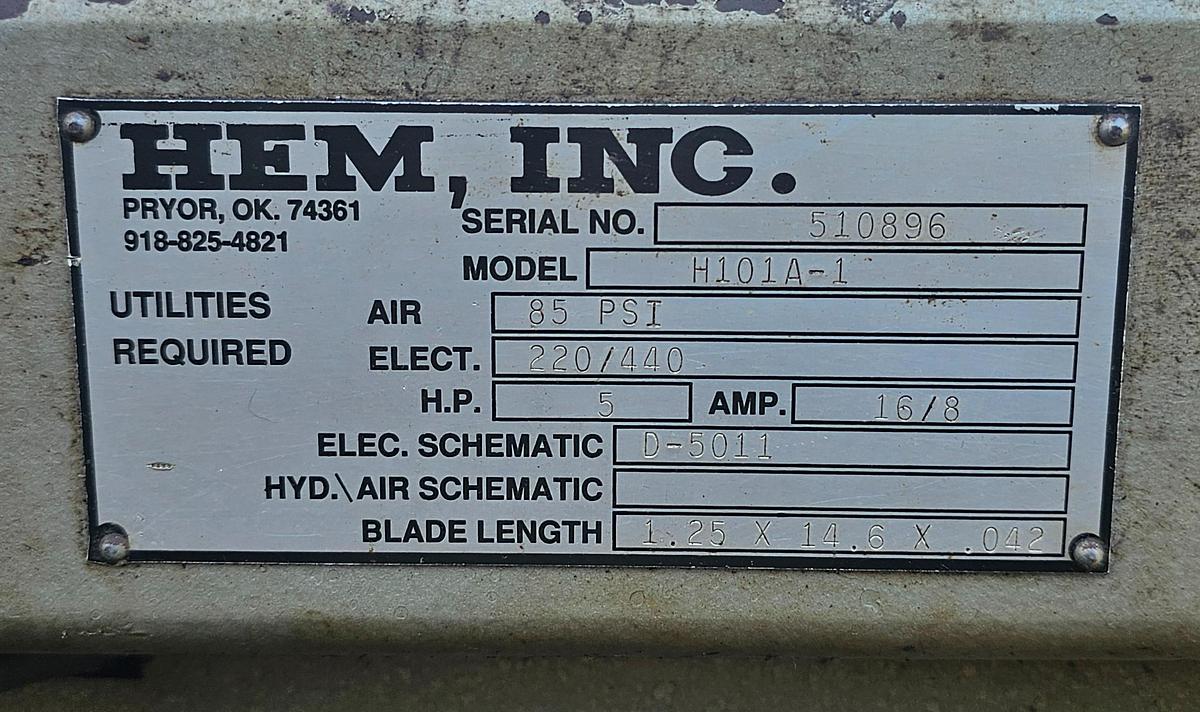 HEM, INC.
PRYOR, OK. 74361
918-825-4821
SERIAL NO. 510896
MODEL H101A-1
UTILITIES REQUIRED
AIR 85 PSI
ELECT. 220/440
H.P. 5 AMP. 16/8
ELEC. SCHEMATIC D-5011
HYD.\AIR SCHEMATIC
BLADE LENGTH 1.25 X 14.6 X .042